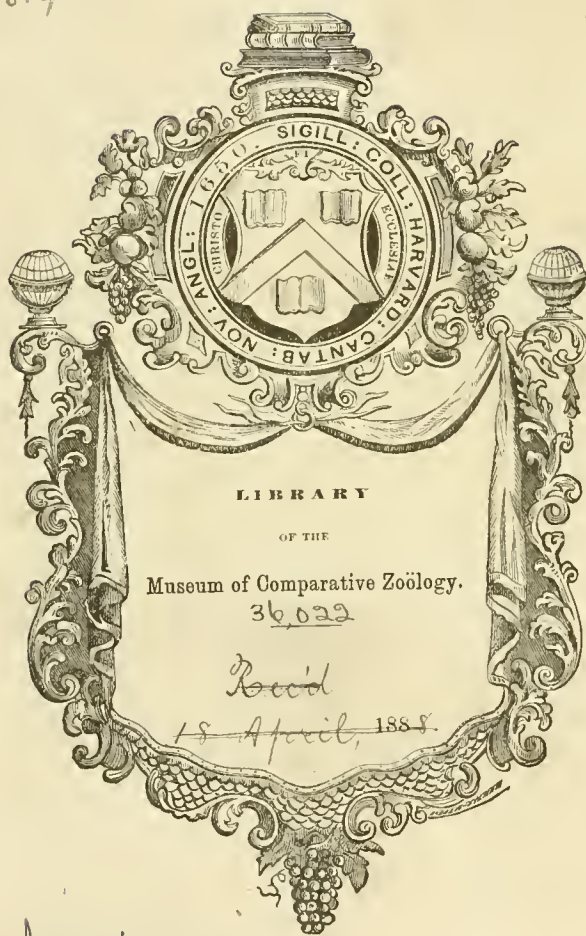 SIGILL: COLL: HARVARD: CANTAB: NOV: ANGL: 1650.
CHRISTO
ECCLESIAE
LIBRARY
OF THE
Museum of Comparative Zoölogy.
36,022
Rec'd
18 April, 1888.